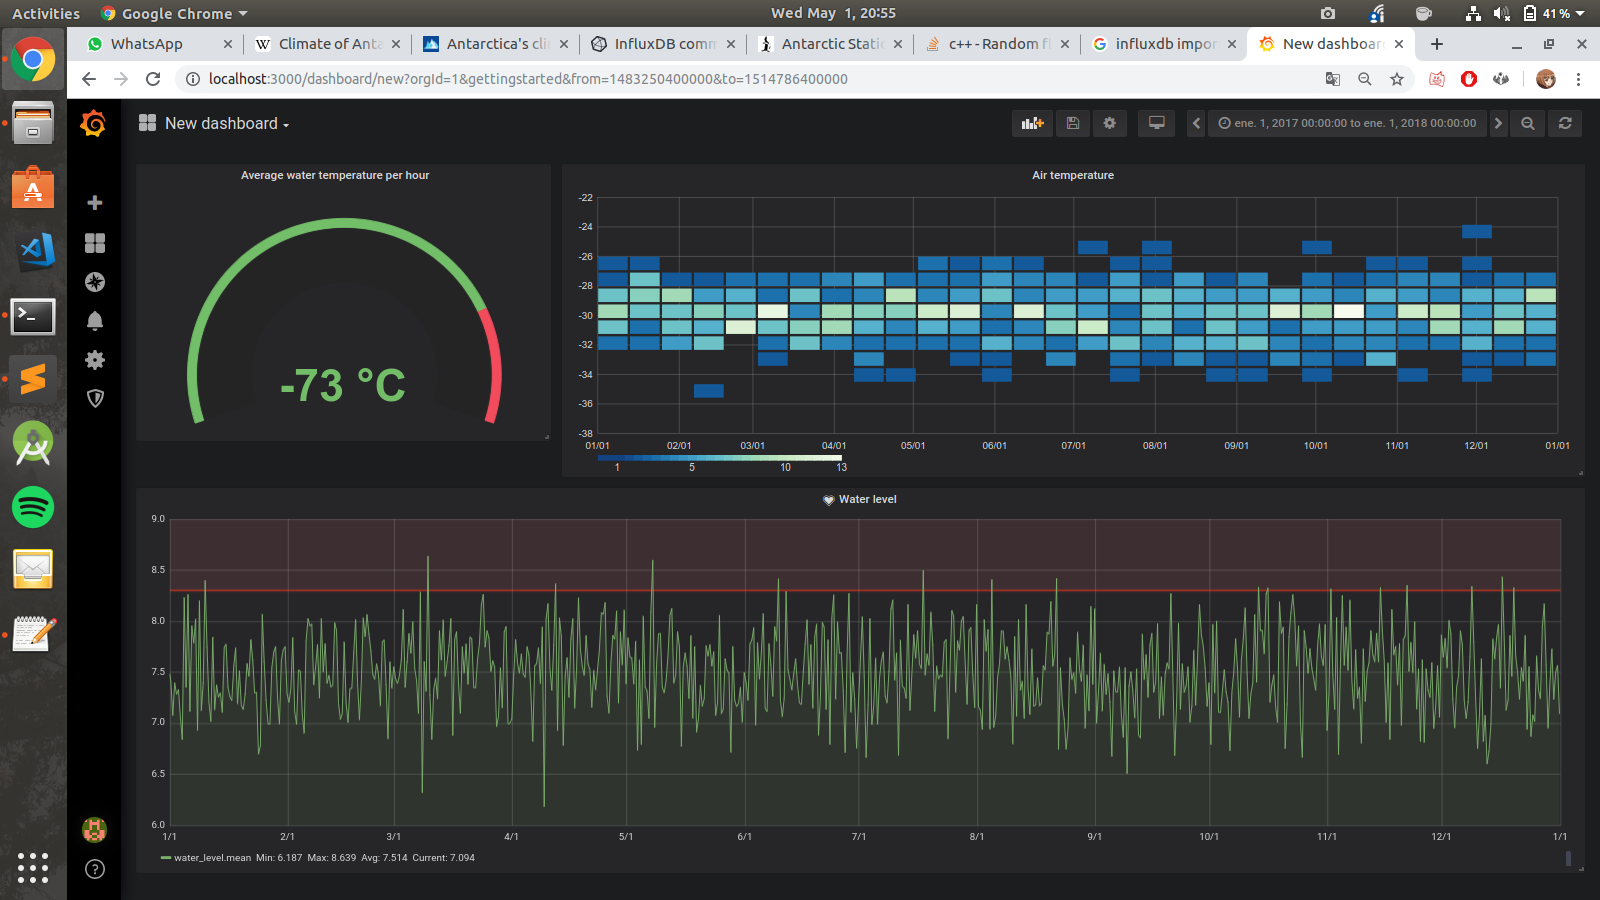 Activities
Google Chrome
Wed May 1, 20:55
41 %
WhatsApp
Climate of Anta
Antarctica's cli
InfluxDB comm
Antarctic Statio
c++ - Random fl
influxdb impor
New dashboar
localhost:3000/dashboard/new?orgId=1&gettingstarted&from=1483250400000&to=1514786400000
New dashboard
ene. 1, 2017 00:00:00 to ene. 1, 2018 00:00:00
Average water temperature per hour
-73 °C
Air temperature
-22
-24
-26
-28
-30
-32
-34
-36
-38
01/01 02/01 03/01 04/01 05/01 06/01 07/01 08/01 09/01 10/01 11/01 12/01 01/01
1 5 10 13
Water level
9.0
8.5
8.0
7.5
7.0
6.5
6.0
1/1 2/1 3/1 4/1 5/1 6/1 7/1 8/1 9/1 10/1 11/1 12/1 1/1
water_level.mean Min: 6.187 Max: 8.639 Avg: 7.514 Current: 7.094